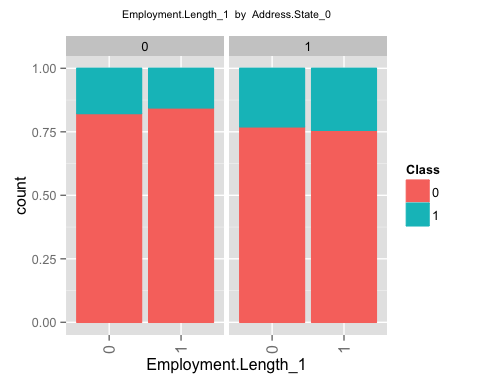 Employment.Length_1 by Address.State_0
0 1
1.00
0.75
0.50
0.25
0.00
count
0 1 0 1
Employment.Length_1
Class
0
1